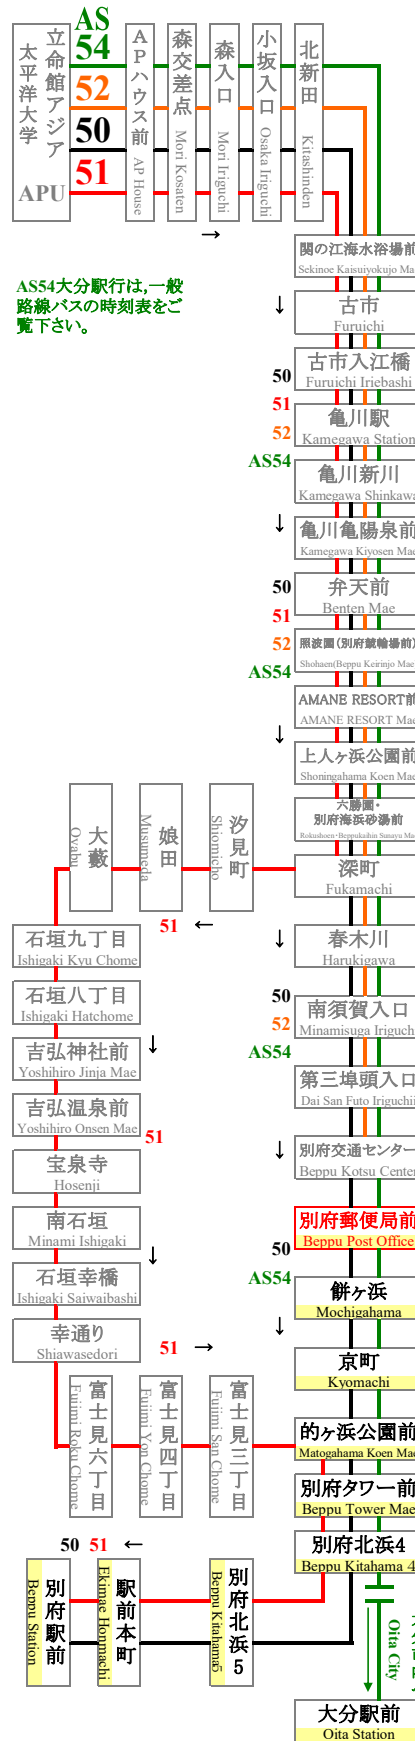 AS
54
52
50
51
立命館アジア
太平洋大学
APU
APハウス前
AP House
森交差点
Mori Kosaten
森入口
Mori Iriguchi
小坂入口
Osaka Iriguchi
北新田
Kitashinden
→
AS54大分駅行は,一般
路線バスの時刻表をご
覧下さい。
関の江海水浴場前
Sekinoe Kaisuiyokujo Ma
↓
古市
Furuichi
古市入江橋
Furuichi Iriebashi
50
51
52
AS54
亀川駅
Kamegawa Station
亀川新川
Kamegawa Shinkawa
↓
亀川亀陽泉前
Kamegawa Kiyosen Mae
50
51
52
AS54
弁天前
Benten Mae
照波園(別府競輪場前)
Shohaen(Beppu Keirinjo Mae
AMANE RESORT前
AMANE RESORT Mae
↓
上人ヶ浜公園前
Shoningahama Koen Mae
六勝園・
別府海浜砂湯前
Rokushoen・Beppukaihin Sunayu Mae
深町
Fukamachi
汐見町
Shiomicho
娘田
Musumeda
大藪
Oyabu
51 ←
↓
春木川
Harukigawa
50
52
AS54
南須賀入口
Minamisuga Iriguch
第三埠頭入口
Dai San Futo Iriguchii
↓
別府交通センター
Beppu Kotsu Center
石垣九丁目
Ishigaki Kyu Chome
石垣八丁目
Ishigaki Hatchome
吉弘神社前
Yoshihiro Jinja Mae
↓
吉弘温泉前
Yoshihiro Onsen Mae
51
宝泉寺
Hosenji
南石垣
Minami Ishigaki
↓
石垣幸橋
Ishigaki Saiwaibashi
幸通り
Shiawasedori
51 →
富士見六丁目
Fujimi Roku Chome
富士見四丁目
Fujimi Yon Chome
富士見三丁目
Fujimi San Chome
別府郵便局前
Beppu Post Office
50
AS54
餅ヶ浜
Mochigahama
↓
京町
Kyomachi
的ヶ浜公園前
Matogahama Koen Mae
別府タワー前
Beppu Tower Mae
別府北浜4
Beppu Kitahama 4
50 51 ←
別府北浜5
Beppu Kitahama5
駅前本町
Ekimae Honmachi
別府駅前
Beppu Station
Oita City
大分駅前
Oita Station